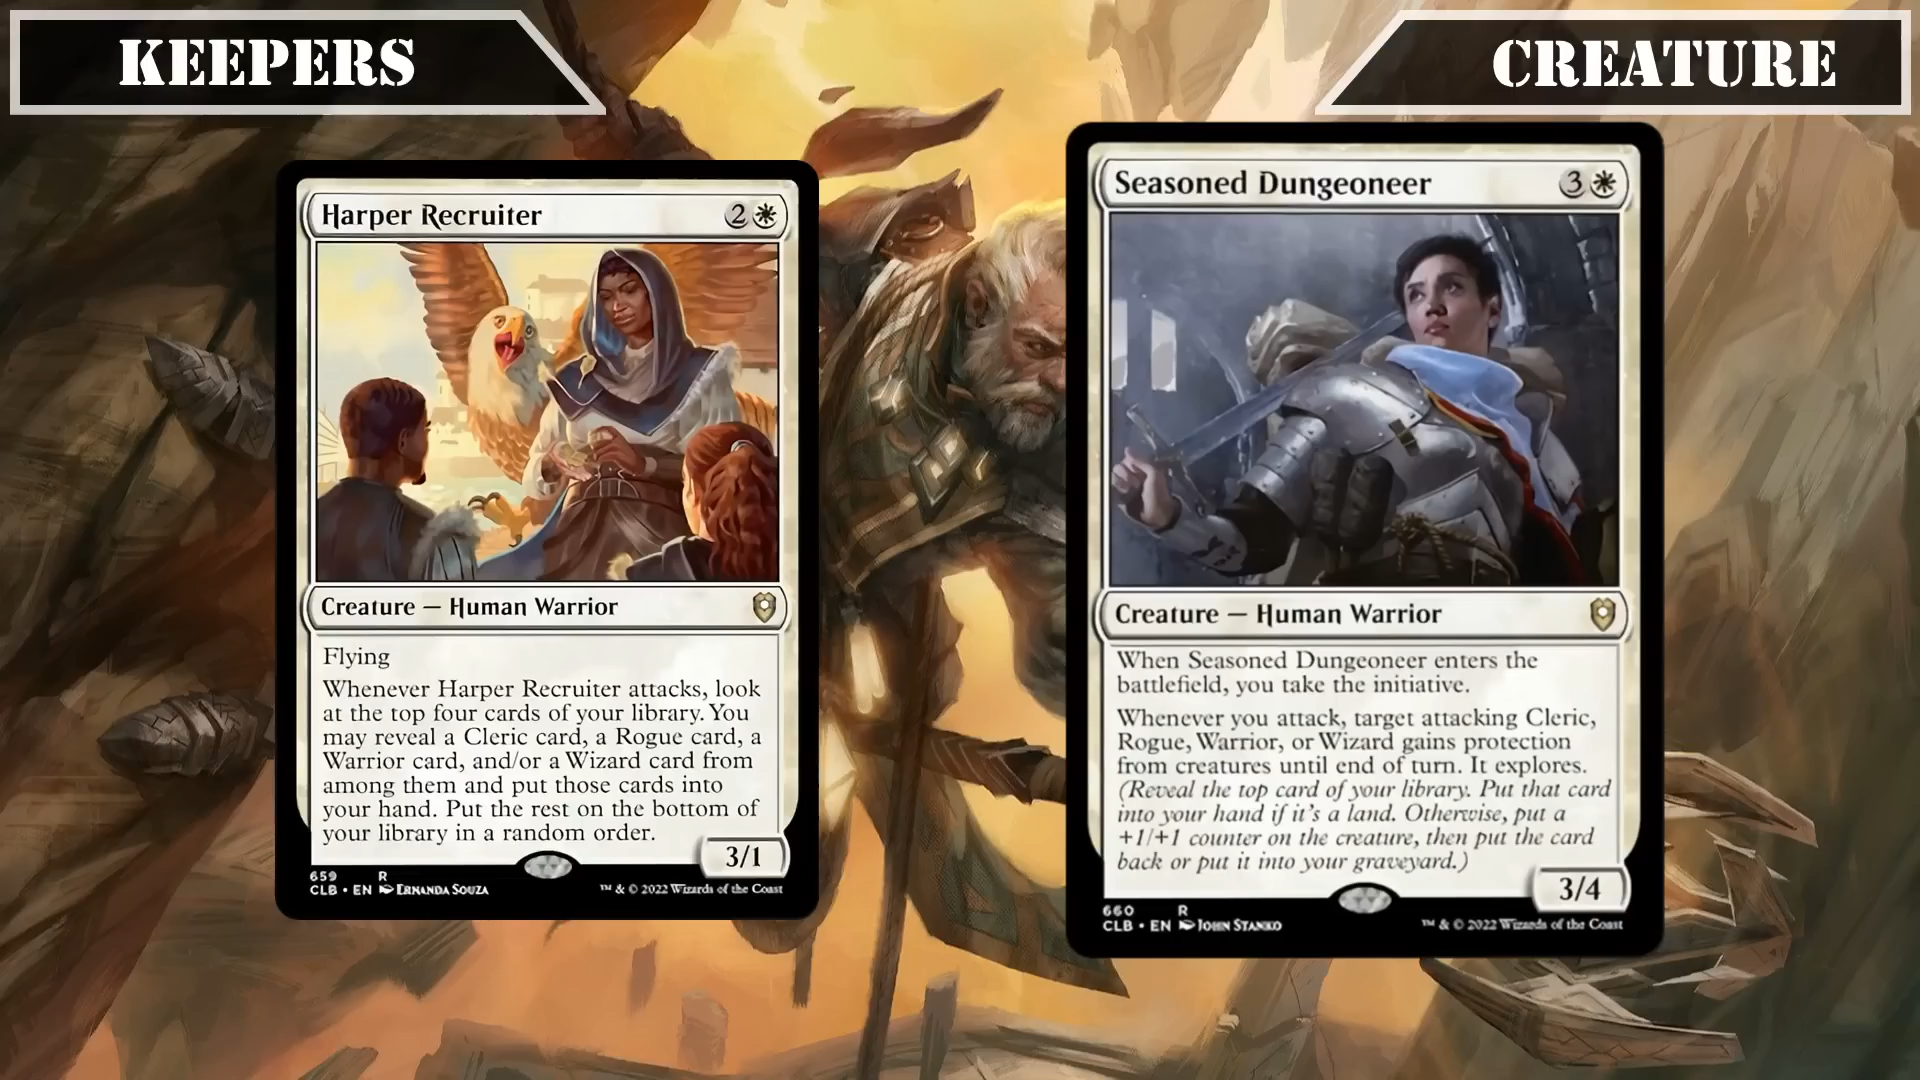 KEEPERS
CREATURE
Harper Recruiter
2
Creature — Human Warrior
Flying
Whenever Harper Recruiter attacks, look
at the top four cards of your library. You
may reveal a Cleric card, a Rogue card, a
Warrior card, and/or a Wizard card from
among them and put those cards into
your hand. Put the rest on the bottom of
your library in a random order.
3/1
659 R
CLB • EN ERNANDA SOUZA
™ & © 2022 Wizards of the Coast
Seasoned Dungeoneer
3
Creature — Human Warrior
When Seasoned Dungeoneer enters the
battlefield, you take the initiative.
Whenever you attack, target attacking Cleric,
Rogue, Warrior, or Wizard gains protection
from creatures until end of turn. It explores.
(Reveal the top card of your library. Put that card
into your hand if it's a land. Otherwise, put a
+1/+1 counter on the creature, then put the card
back or put it into your graveyard.)
3/4
660 R
CLB • EN JOHN STANKO
™ & © 2022 Wizards of the Coast